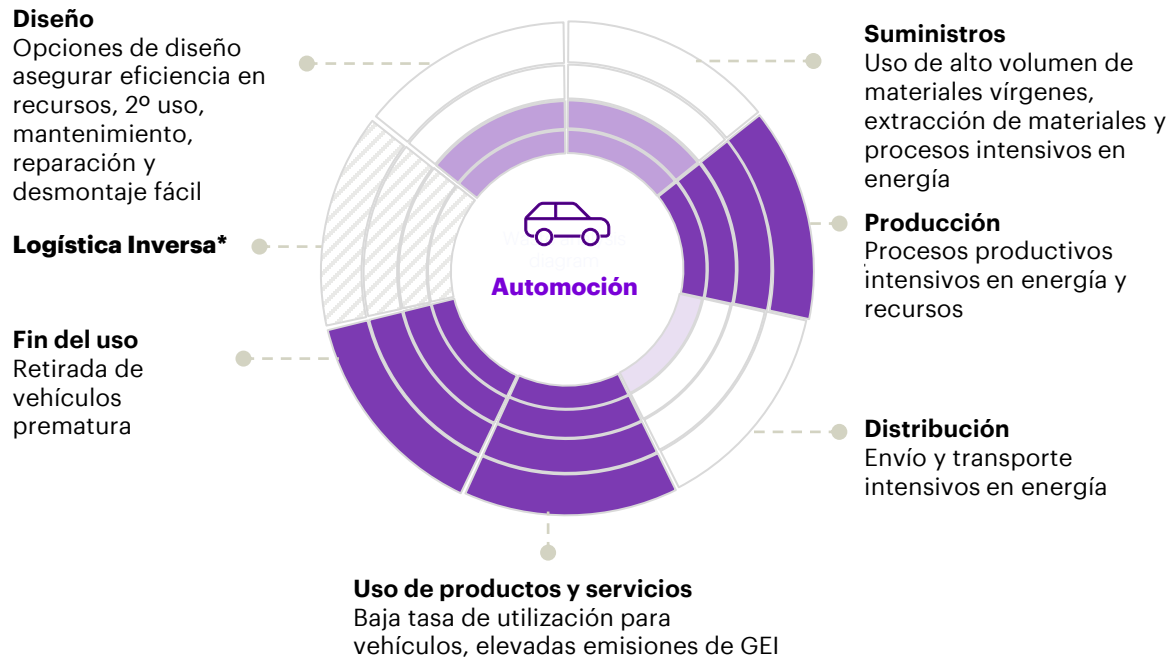 Diseño
Opciones de diseño
asegurar eficiencia en
recursos, 2º uso,
mantenimiento,
reparación y
desmontaje fácil
Logística Inversa*
Fin del uso
Retirada de
vehículos
prematura
Automoción
Suministros
Uso de alto volumen de
materiales vírgenes,
extracción de materiales y
procesos intensivos en
energía
Producción
Procesos productivos
intensivos en energía y
recursos
Distribución
Envío y transporte
intensivos en energía
Uso de productos y servicios
Baja tasa de utilización para
vehículos, elevadas emisiones de GEI